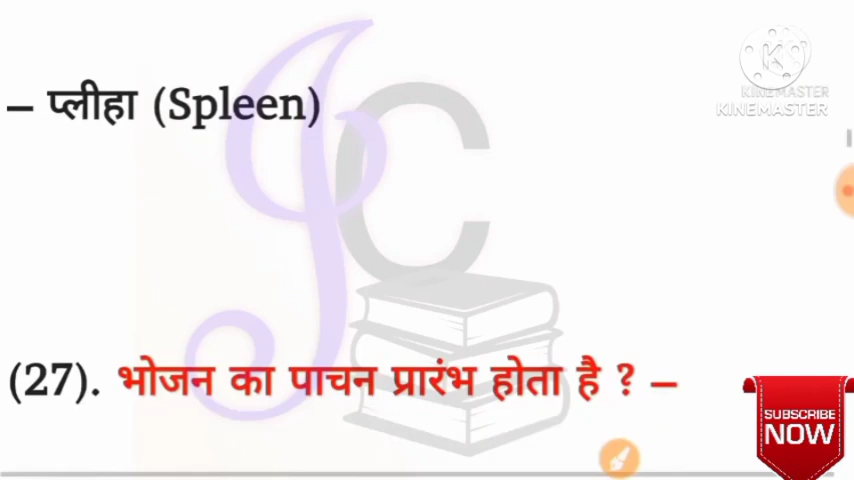 – प्लीहा (Spleen)
KINEMASTER
KINEMASTER
(27). भोजन का पाचन प्रारंभ होता है ? –
SUBSCRIBE
NOW